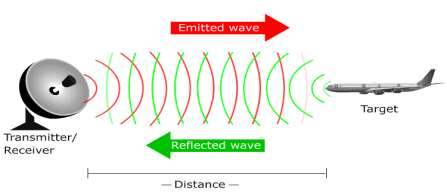 Emitted wave
Transmitter/
Receiver
Target
Reflected wave
— Distance —